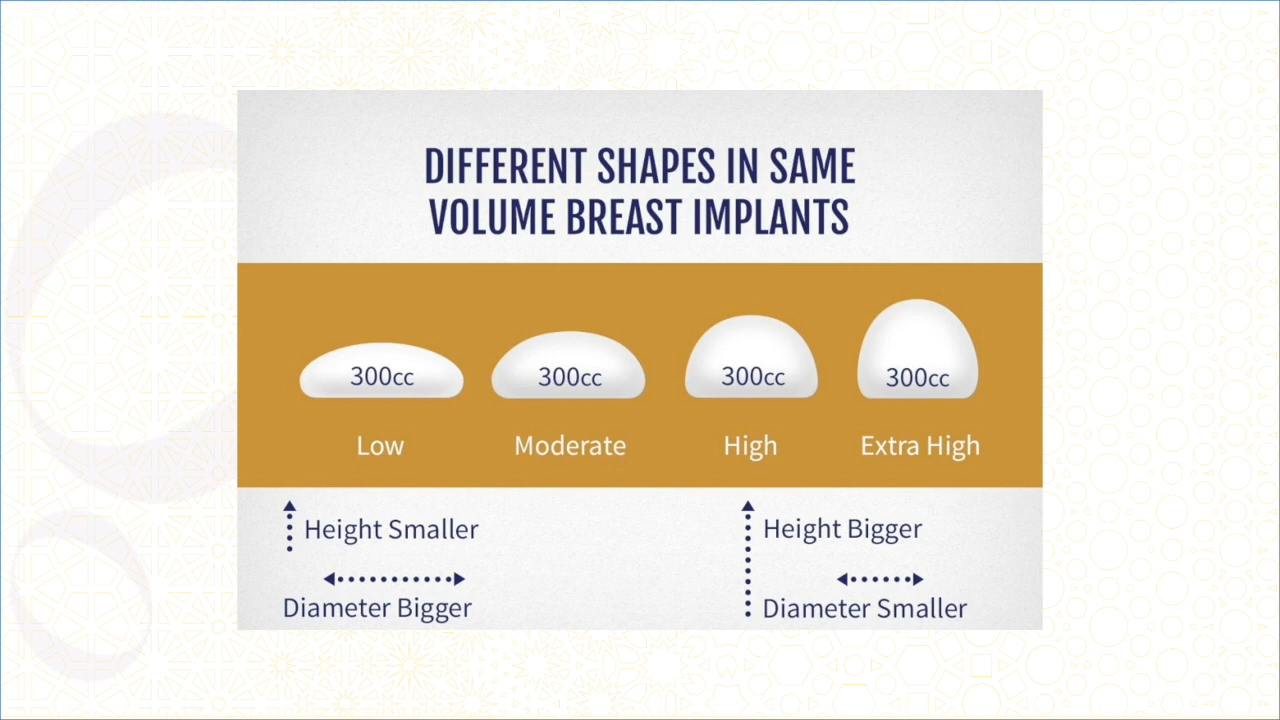 DIFFERENT SHAPES IN SAME
VOLUME BREAST IMPLANTS
300cc 300cc 300cc 300cc
Low Moderate High Extra High
Height Smaller
Diameter Bigger
Height Bigger
Diameter Smaller